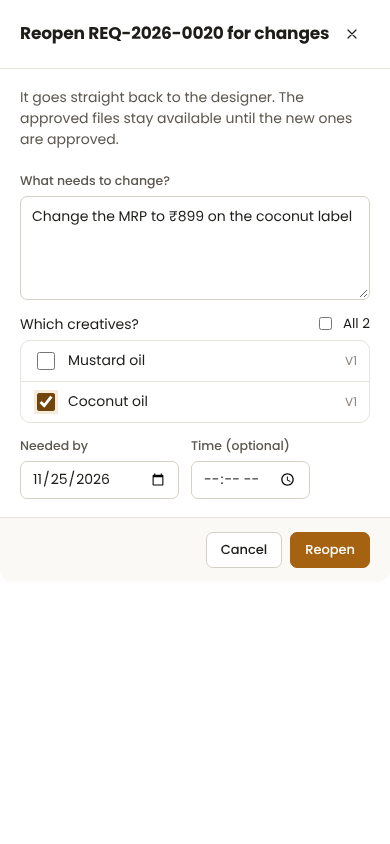 Reopen REQ-2026-0020 for changes
It goes straight back to the designer. The
approved files stay available until the new ones
are approved.
What needs to change?
Change the MRP to ₹899 on the coconut label
Which creatives?
All 2
Mustard oil
V1
Coconut oil
V1
Needed by
Time (optional)
11/25/2026
--:-- --
Cancel
Reopen